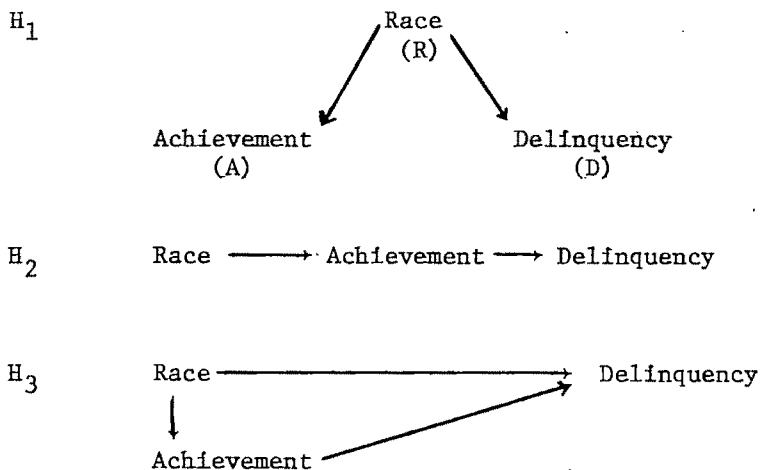 H1 Race
(R)
Achievement Delinquency
(A) (D)
H2 Race Achievement Delinquency
H3 Race Delinquency
Achievement